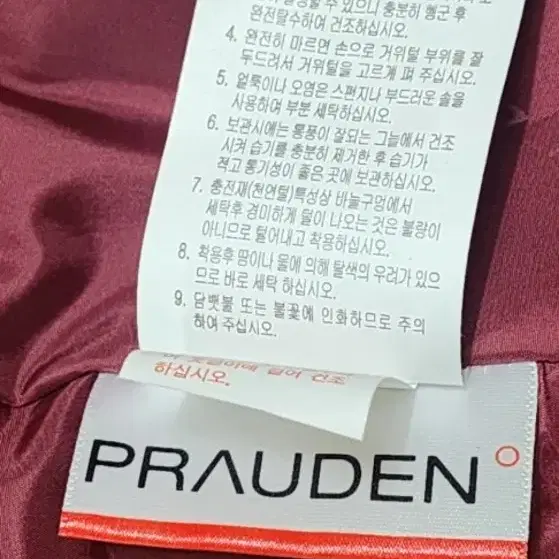 완전탈수하여 건조하십시오.
4. 완전히 마르면 손으로 거위털 부위를 잘
두드려서 거위털을 고르게 펴 주십시오.
5. 얼룩이나 오염은 스펀지나 부드러운 솔을
사용하여 부분 세탁하십시오.
6. 보관시에는 통풍이 잘되는 그늘에서 건조
시켜 습기를 충분히 제거한 후 습기가
적고 통기성이 좋은 곳에 보관하십시오.
7. 충전재(천연털)특성상 바늘구멍에서
세탁후 경미하게 털이 나오는 것은 불량이
아니므로 털어내고 착용하십시오.
8. 착용후 땀이나 물에 의해 탈색의 우려가 있으
므로 바로 세탁 하십시오.
9. 담뱃불 또는 불꽃에 인화하므로 주의
하여 주십시오.
건조
하십시오.
PRAUDEN